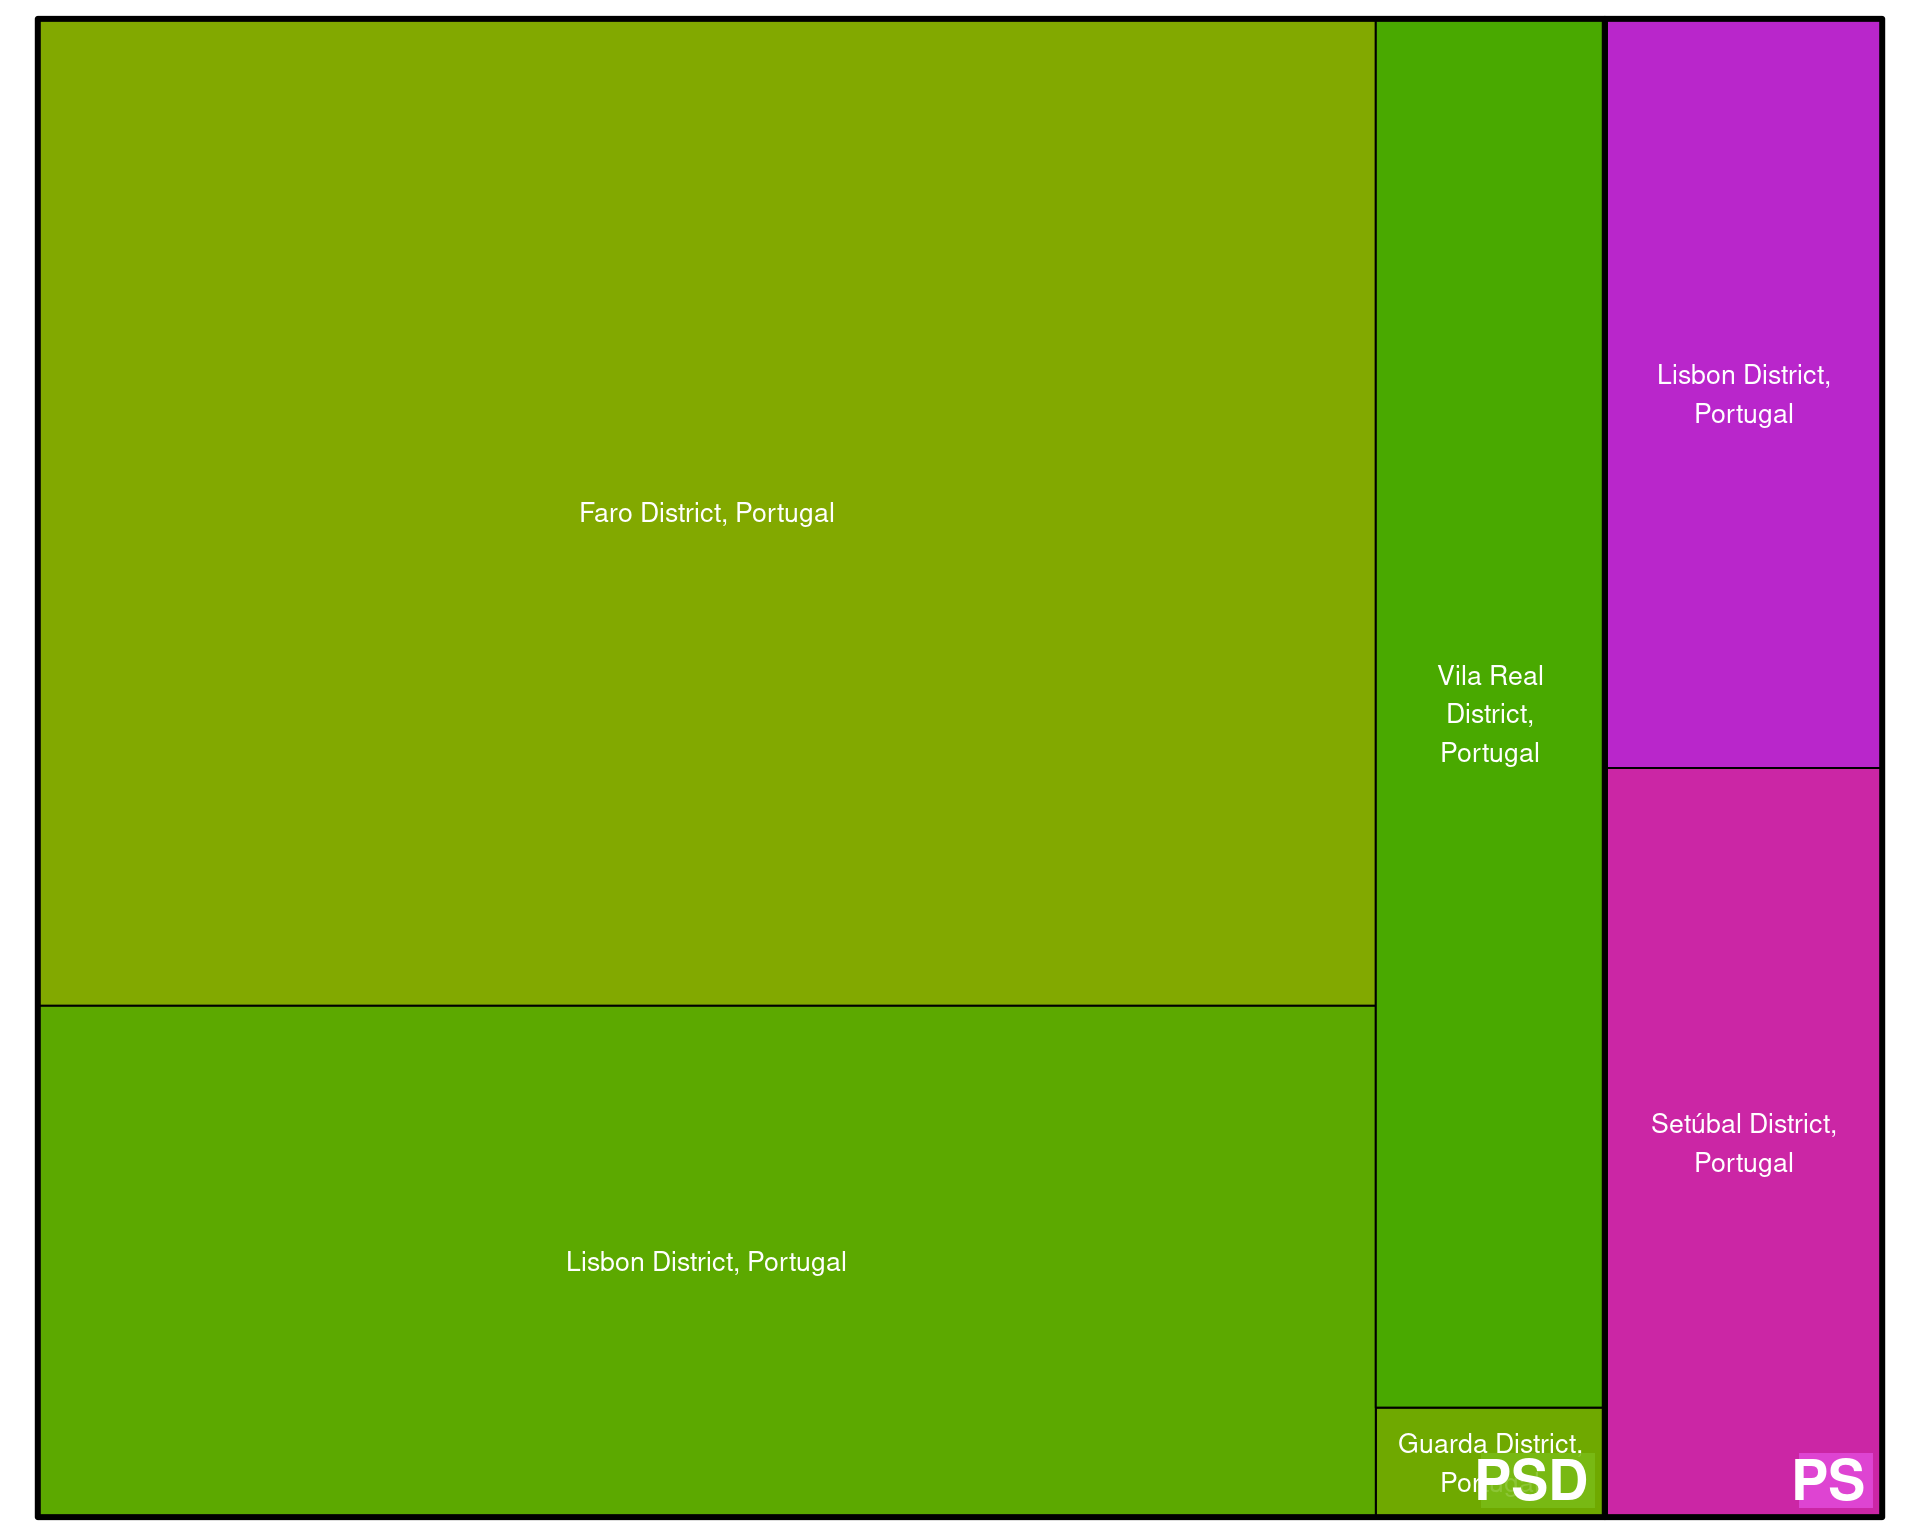 Faro District, Portugal
Lisbon District, Portugal
Vila Real
District,
Portugal
Guarda District,
Portugal
PSD
Lisbon District,
Portugal
Setúbal District,
Portugal
PS